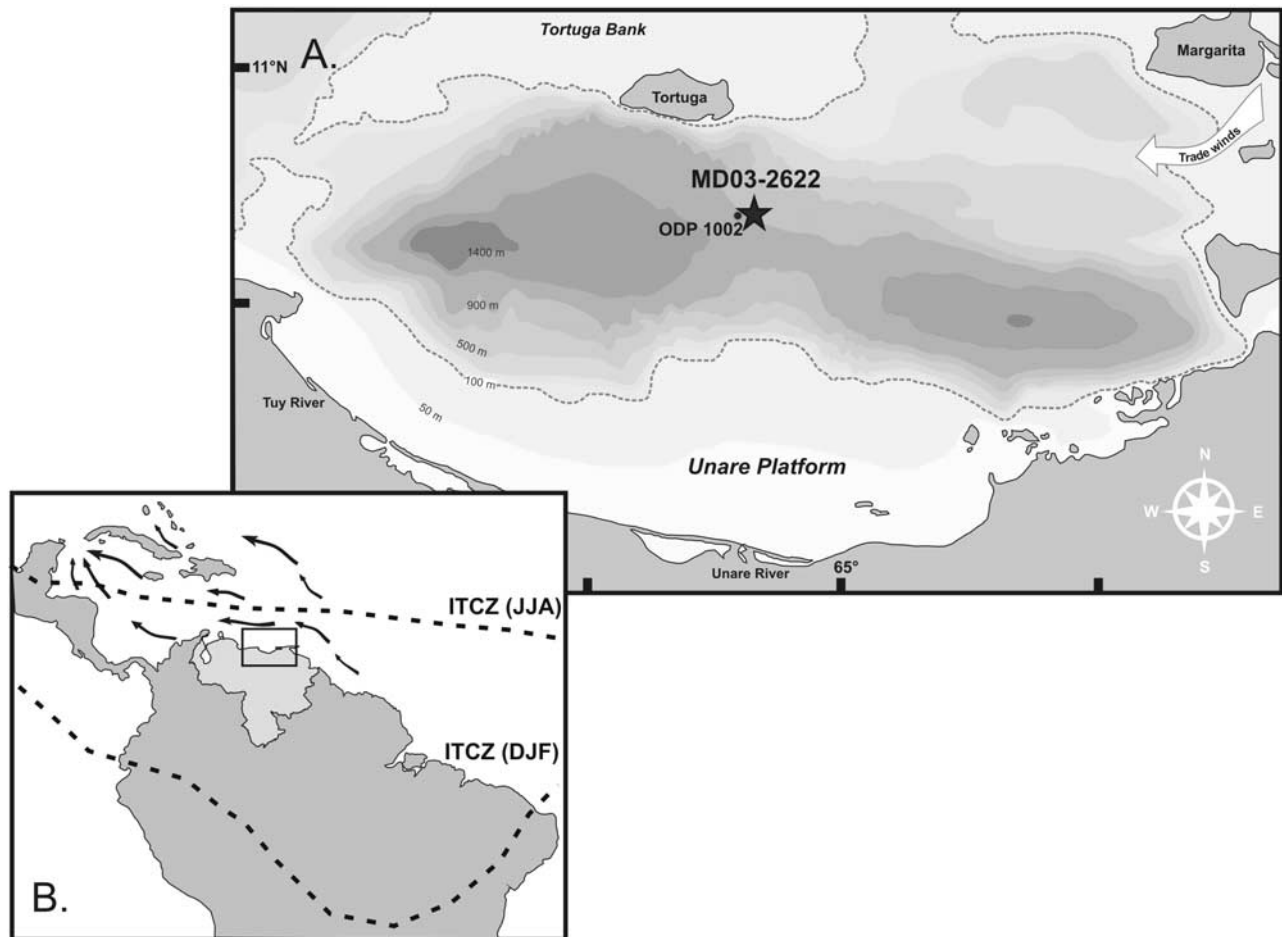 A.
Tortuga Bank
Margarita
11°N
Tortuga
Trade winds
MD03-2622
ODP 1002
1400 m
900 m
500 m
100 m
Tuy River
50 m
Unare Platform
N
W
E
S
Unare River
65°
ITCZ (JJA)
ITCZ (DJF)
B.